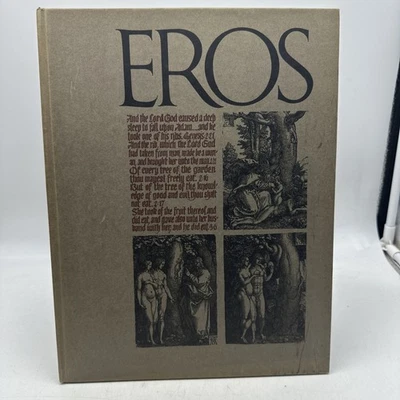 EROS
And the Lord God caused a deep
sleep to fall upon Adam.....and he
took one of his ribs. Genesis 2:21
And the rib, which the Lord God
had taken from man, made he a wom-
an, and brought her unto the man. 2:22
Of every tree of the garden
thou mayest freely eat. 2:16
But of the tree of the knowl-
edge of good and evil, thou shalt
not eat. 2:17
She took of the fruit thereof, and
did eat, and gave also unto her hus-
band with her; and he did eat. 3:6